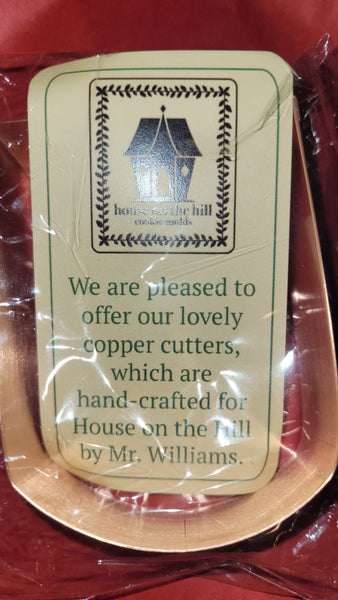 house on the hill
cookie molds
We are pleased to
offer our lovely
copper cutters,
which are
hand-crafted for
House on the Hill
by Mr. Williams.